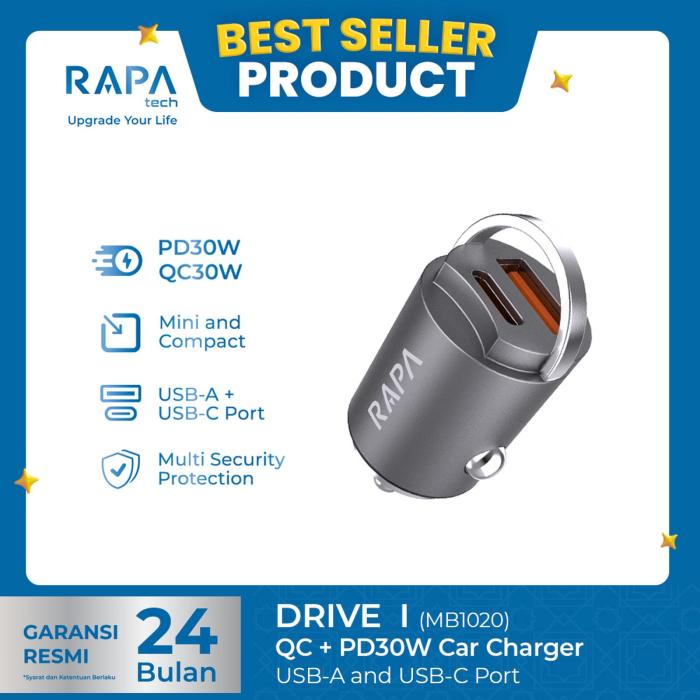 BEST SELLER
PRODUCT
RAPA
tech
Upgrade Your Life
PD30W
QC30W
Mini and
Compact
USB-A +
USB-C Port
Multi Security
Protection
RAPA
GARANSI
RESMI
*Syarat dan Ketentuan Berlaku
24
Bulan
DRIVE I (MB1020)
QC + PD30W Car Charger
USB-A and USB-C Port